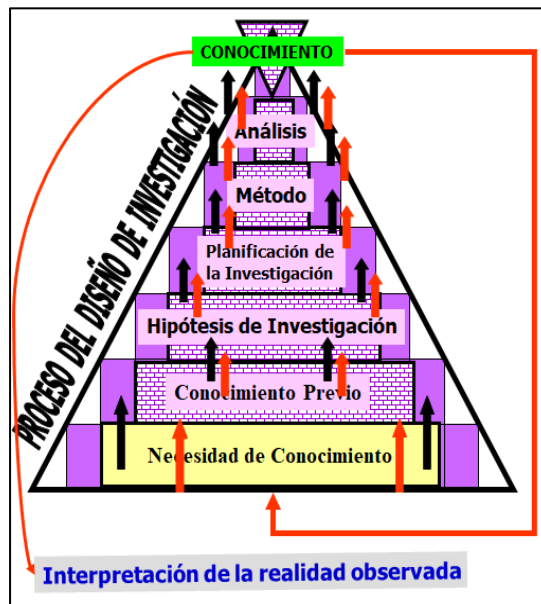 CONOCIMIENTO
PROCESO DEL DISEÑO DE INVESTIGACIÓN
Análisis
Método
Planificación de
la Investigación
Hipótesis de Investigación
Conocimiento Previo
Necesidad de Conocimiento
Interpretación de la realidad observada